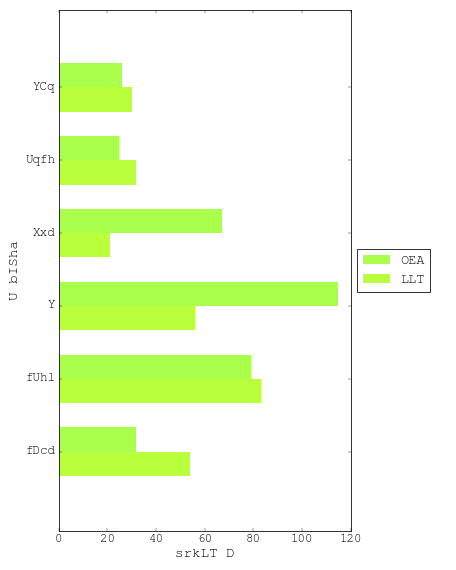 YCq
Uqfh
Xxd
Y
fUhl
fDcd
U bISha
0 20 40 60 80 100 120
srkLT D
OEA
LLT